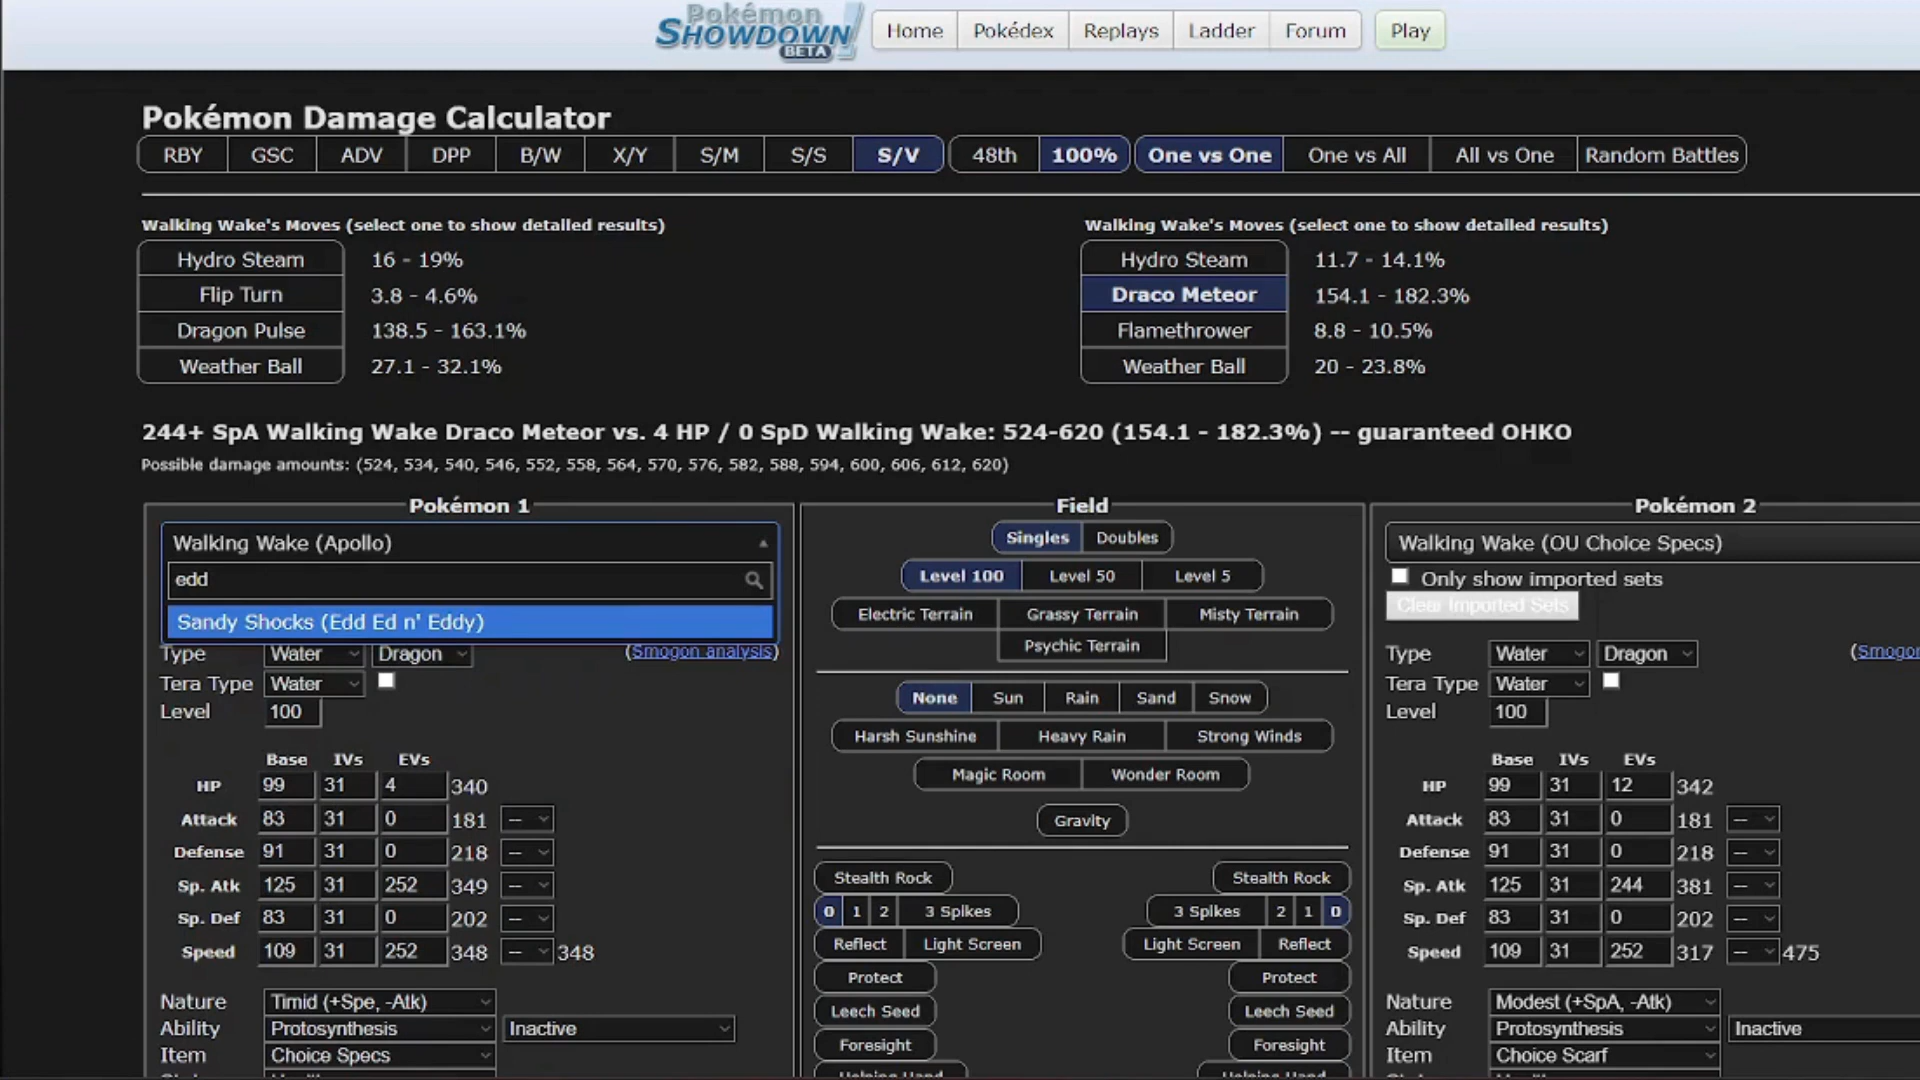 Pokémon
SHOWDOWN!
BETA
Home Pokédex Replays Ladder Forum Play
Pokémon Damage Calculator
RBY GSC ADV DPP B/W X/Y S/M S/S S/V 48th 100% One vs One One vs All All vs One Random Battles
Walking Wake's Moves (select one to show detailed results)
Hydro Steam 16 - 19%
Flip Turn 3.8 - 4.6%
Dragon Pulse 138.5 - 163.1%
Weather Ball 27.1 - 32.1%
Walking Wake's Moves (select one to show detailed results)
Hydro Steam 11.7 - 14.1%
Draco Meteor 154.1 - 182.3%
Flamethrower 8.8 - 10.5%
Weather Ball 20 - 23.8%
244+ SpA Walking Wake Draco Meteor vs. 4 HP / 0 SpD Walking Wake: 524-620 (154.1 - 182.3%) -- guaranteed OHKO
Possible damage amounts: (524, 534, 540, 546, 552, 558, 564, 570, 576, 582, 588, 594, 600, 606, 612, 620)
Pokémon 1
Walking Wake (Apollo)
edd
Sandy Shocks (Edd Ed n' Eddy)
Type Water Dragon (Smogon analysis)
Tera Type Water
Level 100
Base IVs EVs
HP 99 31 4 340
Attack 83 31 0 181 --
Defense 91 31 0 218 --
Sp. Atk 125 31 252 349 --
Sp. Def 83 31 0 202 --
Speed 109 31 252 348 -- 348
Nature Timid (+Spe, -Atk)
Ability Protosynthesis Inactive
Item Choice Specs
Field
Singles Doubles
Level 100 Level 50 Level 5
Electric Terrain Grassy Terrain Misty Terrain
Psychic Terrain
None Sun Rain Sand Snow
Harsh Sunshine Heavy Rain Strong Winds
Magic Room Wonder Room
Gravity
Stealth Rock Stealth Rock
0 1 2 3 Spikes 3 Spikes 2 1 0
Reflect Light Screen Light Screen Reflect
Protect Protect
Leech Seed Leech Seed
Foresight Foresight
Helping Hand Helping Hand
Pokémon 2
Walking Wake (OU Choice Specs)
Only show imported sets
Clear Imported Sets
Type Water Dragon (Smogon
Tera Type Water
Level 100
Base IVs EVs
HP 99 31 12 342
Attack 83 31 0 181 --
Defense 91 31 0 218 --
Sp. Atk 125 31 244 381 --
Sp. Def 83 31 0 202 --
Speed 109 31 252 317 -- 475
Nature Modest (+SpA, -Atk)
Ability Protosynthesis Inactive
Item Choice Scarf